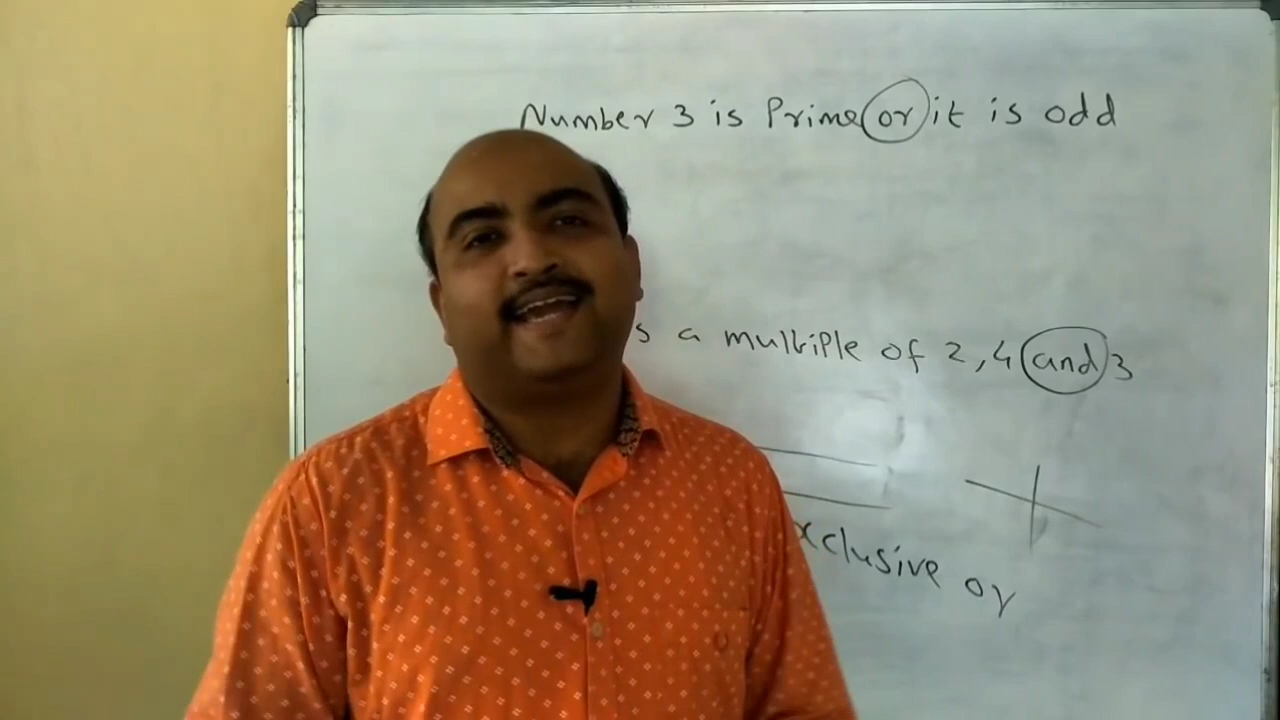 Number 3 is Prime or it is odd
s a multiple of 2,4 and 3
xclusive or